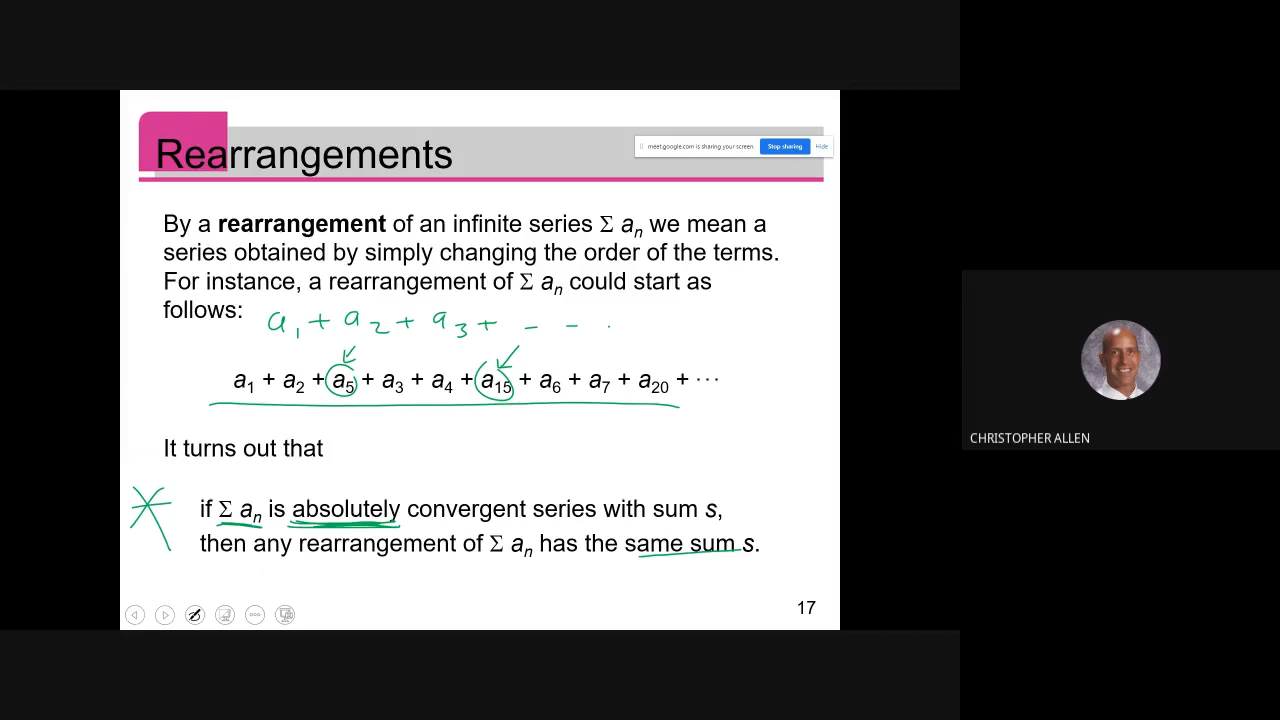 Rearrangements
meet.google.com is sharing your screen. Stop sharing Hide
By a rearrangement of an infinite series Σ aₙ we mean a
series obtained by simply changing the order of the terms.
For instance, a rearrangement of Σ aₙ could start as
follows:
a₁ + a₂ + a₃ + - - .
a₁ + a₂ + a₅ + a₃ + a₄ + a₁₅ + a₆ + a₇ + a₂₀ + ⋯
CHRISTOPHER ALLEN
It turns out that
if Σ aₙ is absolutely convergent series with sum s,
then any rearrangement of Σ aₙ has the same sum s.
17